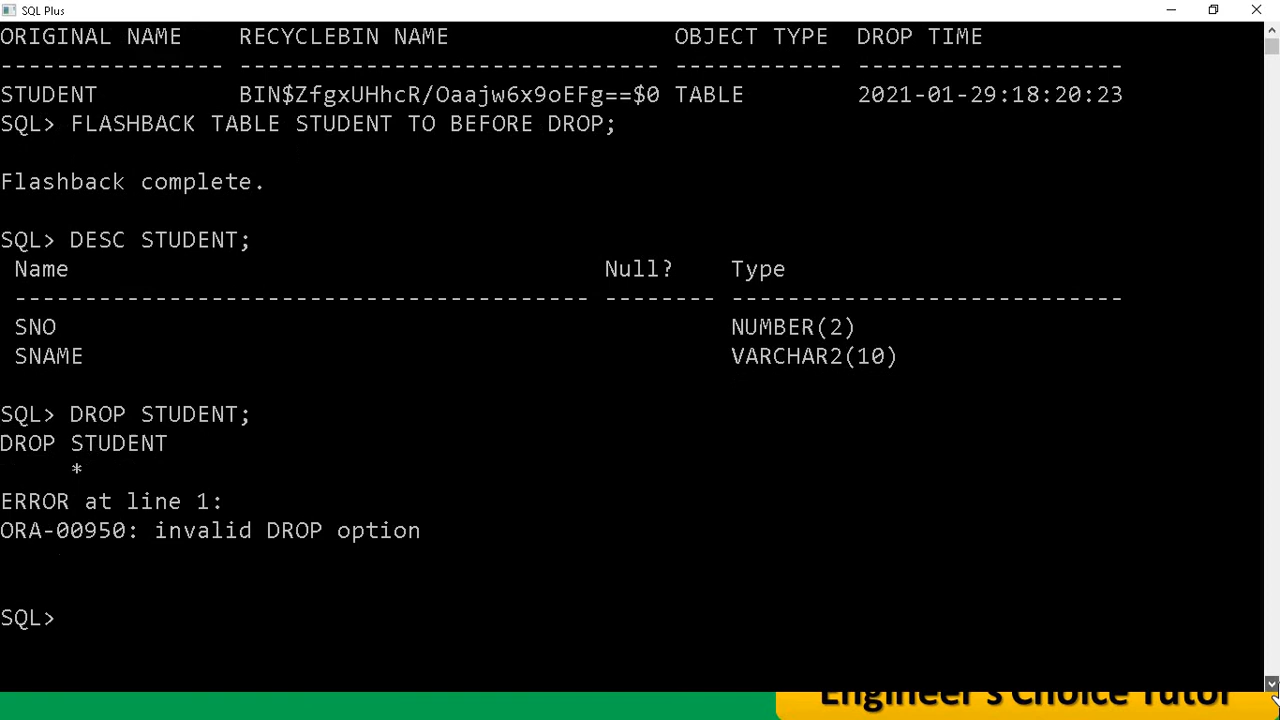 SQL Plus
ORIGINAL NAME    RECYCLEBIN NAME                OBJECT TYPE  DROP TIME
---------------- ------------------------------ ------------ -------------------
STUDENT          BIN$ZfgxUHhcR/Oaajw6x9oEFg==$0 TABLE        2021-01-29:18:20:23
SQL> FLASHBACK TABLE STUDENT TO BEFORE DROP;
Flashback complete.
SQL> DESC STUDENT;
 Name                                      Null?    Type
 ----------------------------------------- -------- ----------------------------
 SNO                                                NUMBER(2)
 SNAME                                              VARCHAR2(10)
SQL> DROP STUDENT;
DROP STUDENT
     *
ERROR at line 1:
ORA-00950: invalid DROP option
SQL>
Engineer's Choice Tutor